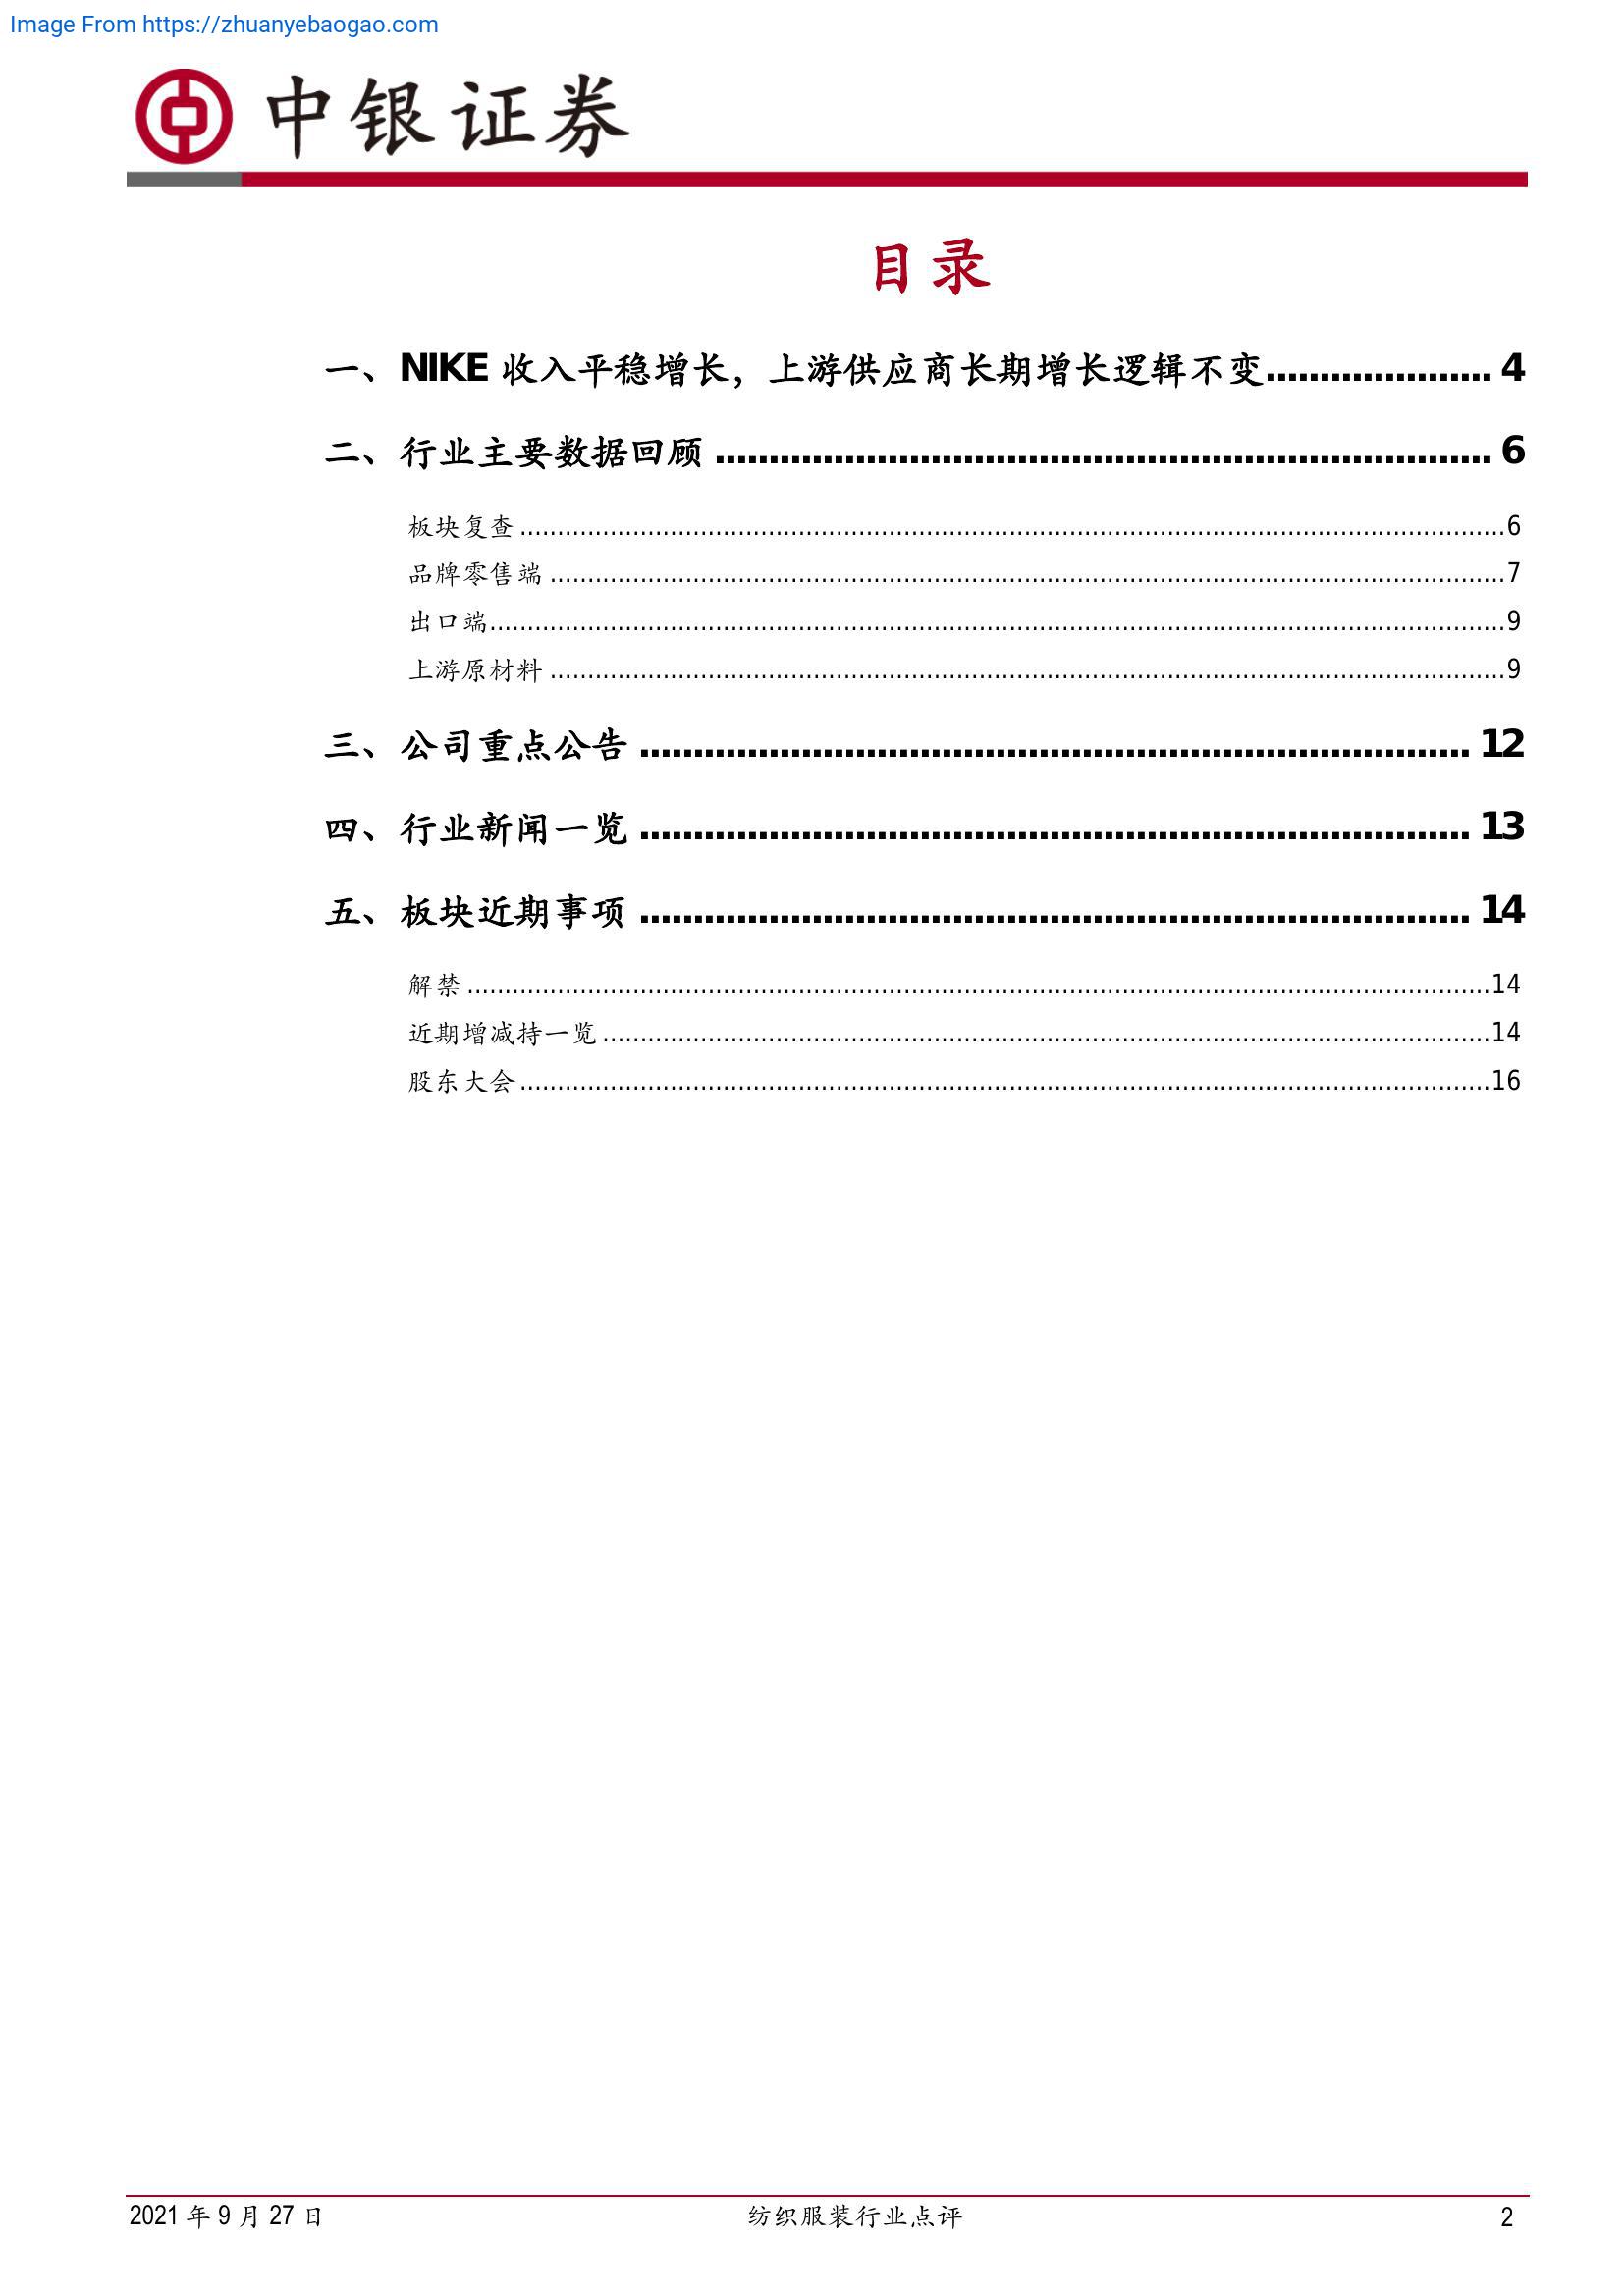 Image From https://zhuanyebaogao.com
中银证券
目录
一、NIKE 收入平稳增长，上游供应商长期增长逻辑不变..................... 4
二、行业主要数据回顾 ........................................................................ 6
板块复查 ....................................................................................................................................6
品牌零售端 ................................................................................................................................7
出口端........................................................................................................................................9
上游原材料 ................................................................................................................................9
三、公司重点公告 ............................................................................. 12
四、行业新闻一览 ............................................................................. 13
五、板块近期事项 ............................................................................. 14
解禁 .........................................................................................................................................14
近期增减持一览 .......................................................................................................................14
股东大会 ..................................................................................................................................16
2021 年 9 月 27 日 纺织服装行业点评 2